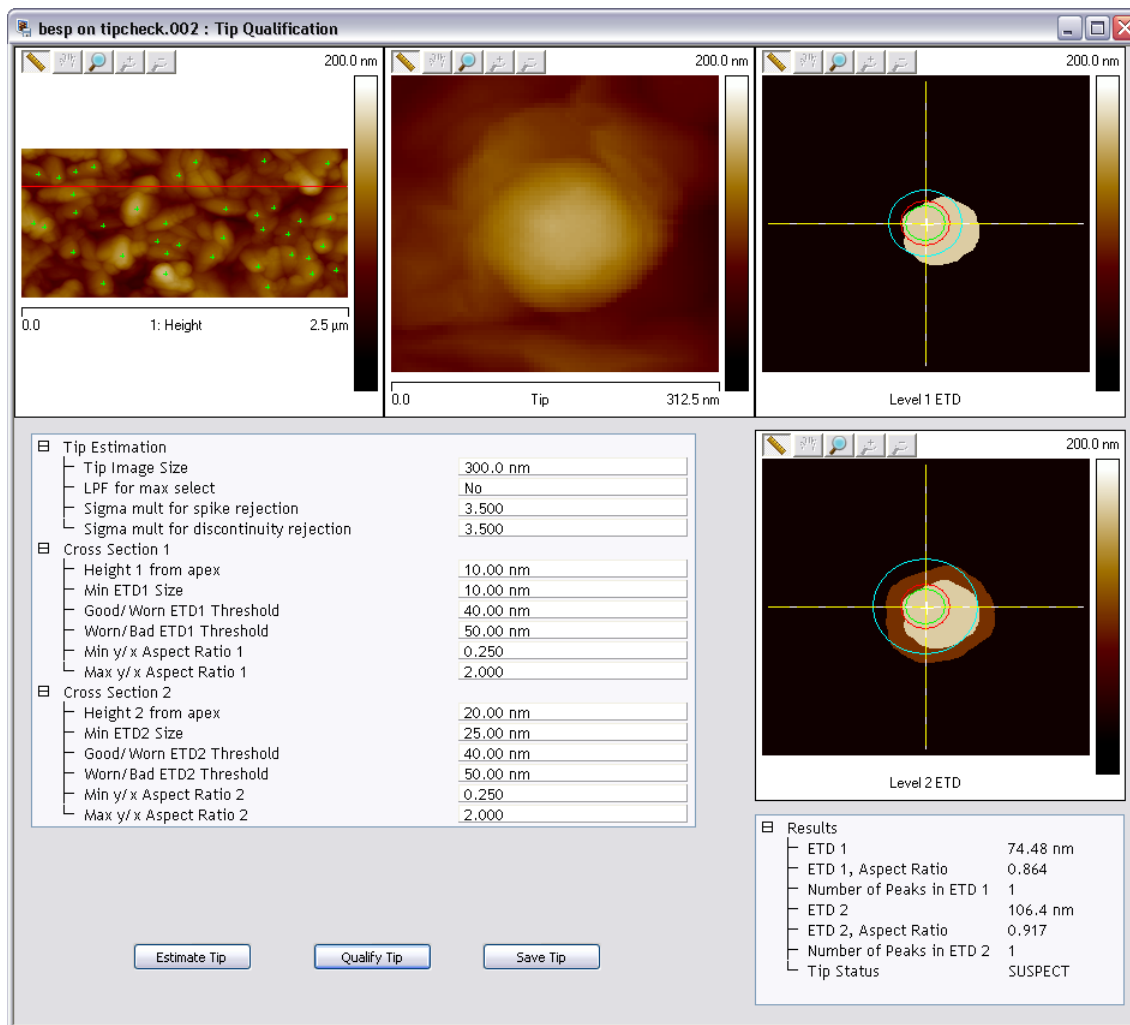 besp on tipcheck.002 : Tip Qualification
200.0 nm
0.0 1: Height 2.5 µm
200.0 nm
0.0 Tip 312.5 nm
200.0 nm
Level 1 ETD
Tip Estimation
Tip Image Size 300.0 nm
LPF for max select No
Sigma mult for spike rejection 3.500
Sigma mult for discontinuity rejection 3.500
Cross Section 1
Height 1 from apex 10.00 nm
Min ETD1 Size 10.00 nm
Good/Worn ETD1 Threshold 40.00 nm
Worn/Bad ETD1 Threshold 50.00 nm
Min y/x Aspect Ratio 1 0.250
Max y/x Aspect Ratio 1 2.000
Cross Section 2
Height 2 from apex 20.00 nm
Min ETD2 Size 25.00 nm
Good/Worn ETD2 Threshold 40.00 nm
Worn/Bad ETD2 Threshold 50.00 nm
Min y/x Aspect Ratio 2 0.250
Max y/x Aspect Ratio 2 2.000
200.0 nm
Level 2 ETD
Results
ETD 1 74.48 nm
ETD 1, Aspect Ratio 0.864
Number of Peaks in ETD 1 1
ETD 2 106.4 nm
ETD 2, Aspect Ratio 0.917
Number of Peaks in ETD 2 1
Tip Status SUSPECT
Estimate Tip
Qualify Tip
Save Tip